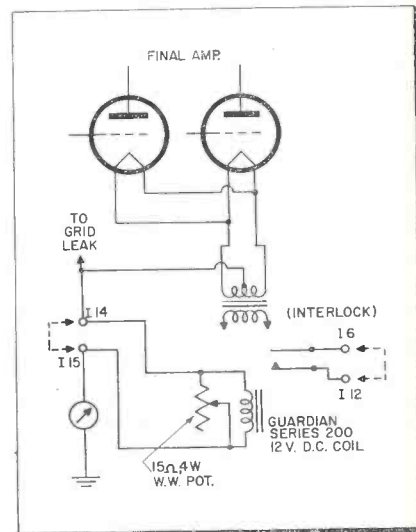 FINAL AMP.
TO
GRID
LEAK
I 14
(INTERLOCK)
I 6
I 15
I 12
GUARDIAN
SERIES 200
12 V. D.C. COIL
15Ω,4W
W.W. POT.